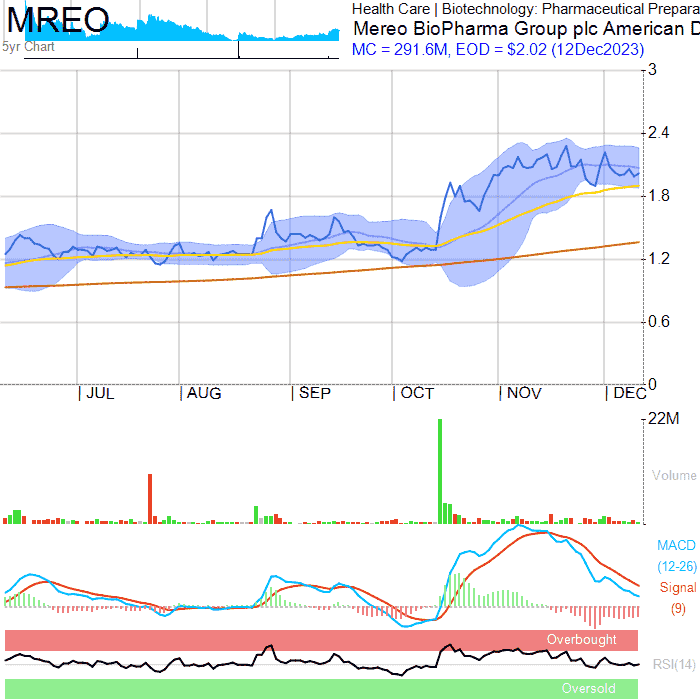 MREO
5yr Chart
Health Care | Biotechnology: Pharmaceutical Prepara
Mereo BioPharma Group plc American D
MC = 291.6M, EOD = $2.02 (12Dec2023)
3
2.4
1.8
1.2
0.6
0
| JUL | AUG | SEP | OCT | NOV | DEC
22M
Volume
MACD
(12-26)
Signal
(9)
Overbought
RSI(14)
Oversold